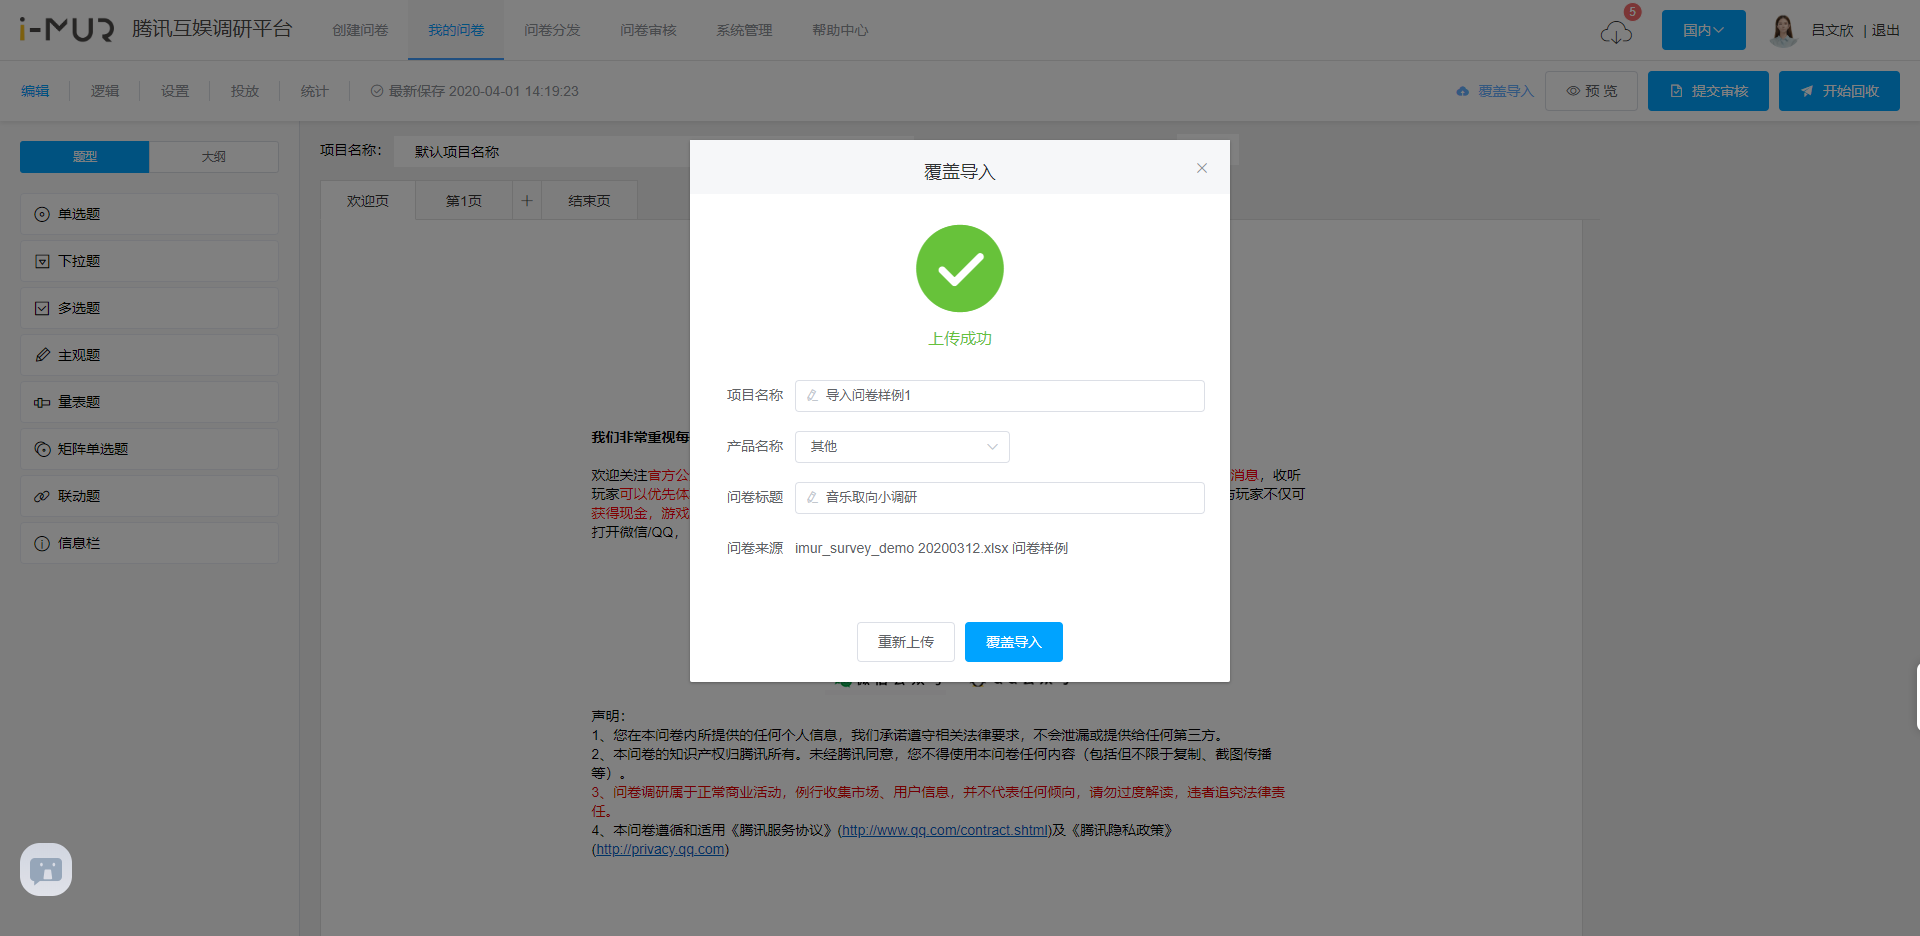 i-MUR 腾讯互娱调研平台 创建问卷 我的问卷 问卷分发 问卷审核 系统管理 帮助中心 5 国内 吕文欣 | 退出
编辑 逻辑 设置 投放 统计 最新保存 2020-04-01 14:19:23 覆盖导入 预 览 提交审核 开始回收
题型 大纲
单选题
下拉题
多选题
主观题
量表题
矩阵单选题
联动题
信息栏
项目名称： 默认项目名称
欢迎页 第1页 + 结束页
我们非常重视每
欢迎关注官方公 消息，收听
玩家可以优先体 玩家不仅可
获得现金，游戏
打开微信/QQ，
覆盖导入
上传成功
项目名称 导入问卷样例1
产品名称 其他
问卷标题 音乐取向小调研
问卷来源 imur_survey_demo 20200312.xlsx 问卷样例
重新上传 覆盖导入
声明：
1、您在本问卷内所提供的任何个人信息，我们承诺遵守相关法律要求，不会泄漏或提供给任何第三方。
2、本问卷的知识产权归腾讯所有。未经腾讯同意，您不得使用本问卷任何内容（包括但不限于复制、截图传播
等）。
3、问卷调研属于正常商业活动，例行收集市场、用户信息，并不代表任何倾向，请勿过度解读，违者追究法律责
任。
4、本问卷遵循和适用《腾讯服务协议》(http://www.qq.com/contract.shtml)及《腾讯隐私政策》
(http://privacy.qq.com)